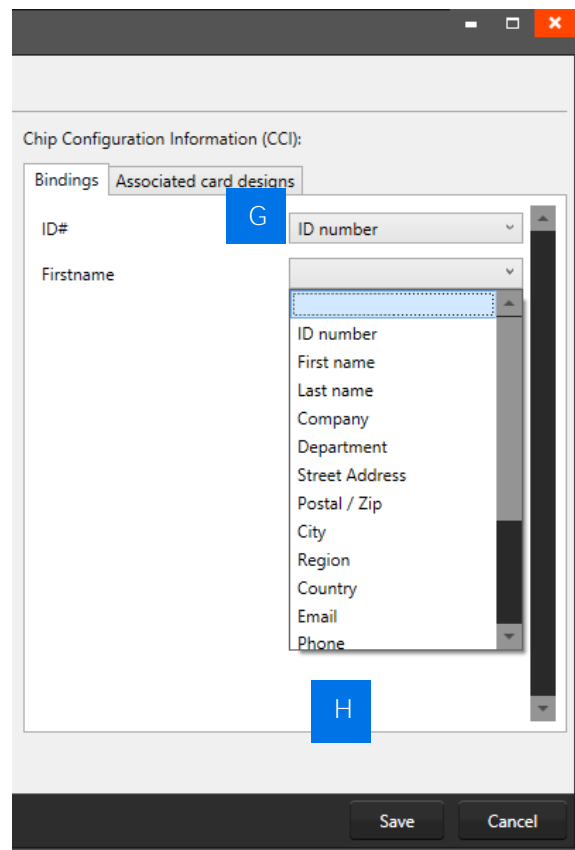 Chip Configuration Information (CCI):
Bindings Associated card designs
G
ID# ID number
Firstname
ID number
First name
Last name
Company
Department
Street Address
Postal / Zip
City
Region
Country
Email
Phone
H
Save Cancel